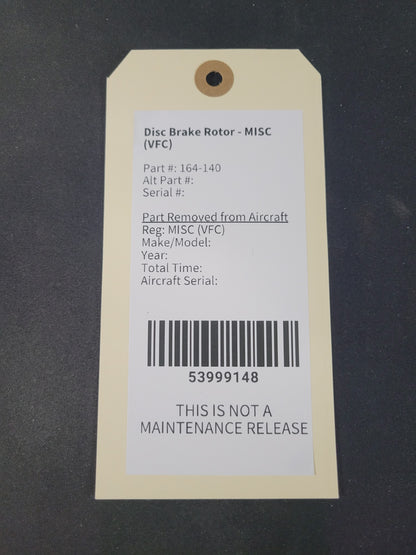 Disc Brake Rotor - MISC
(VFC)
Part #: 164-140
Alt Part #:
Serial #:
Part Removed from Aircraft
Reg: MISC (VFC)
Make/Model:
Year:
Total Time:
Aircraft Serial:
53999148
THIS IS NOT A
MAINTENANCE RELEASE